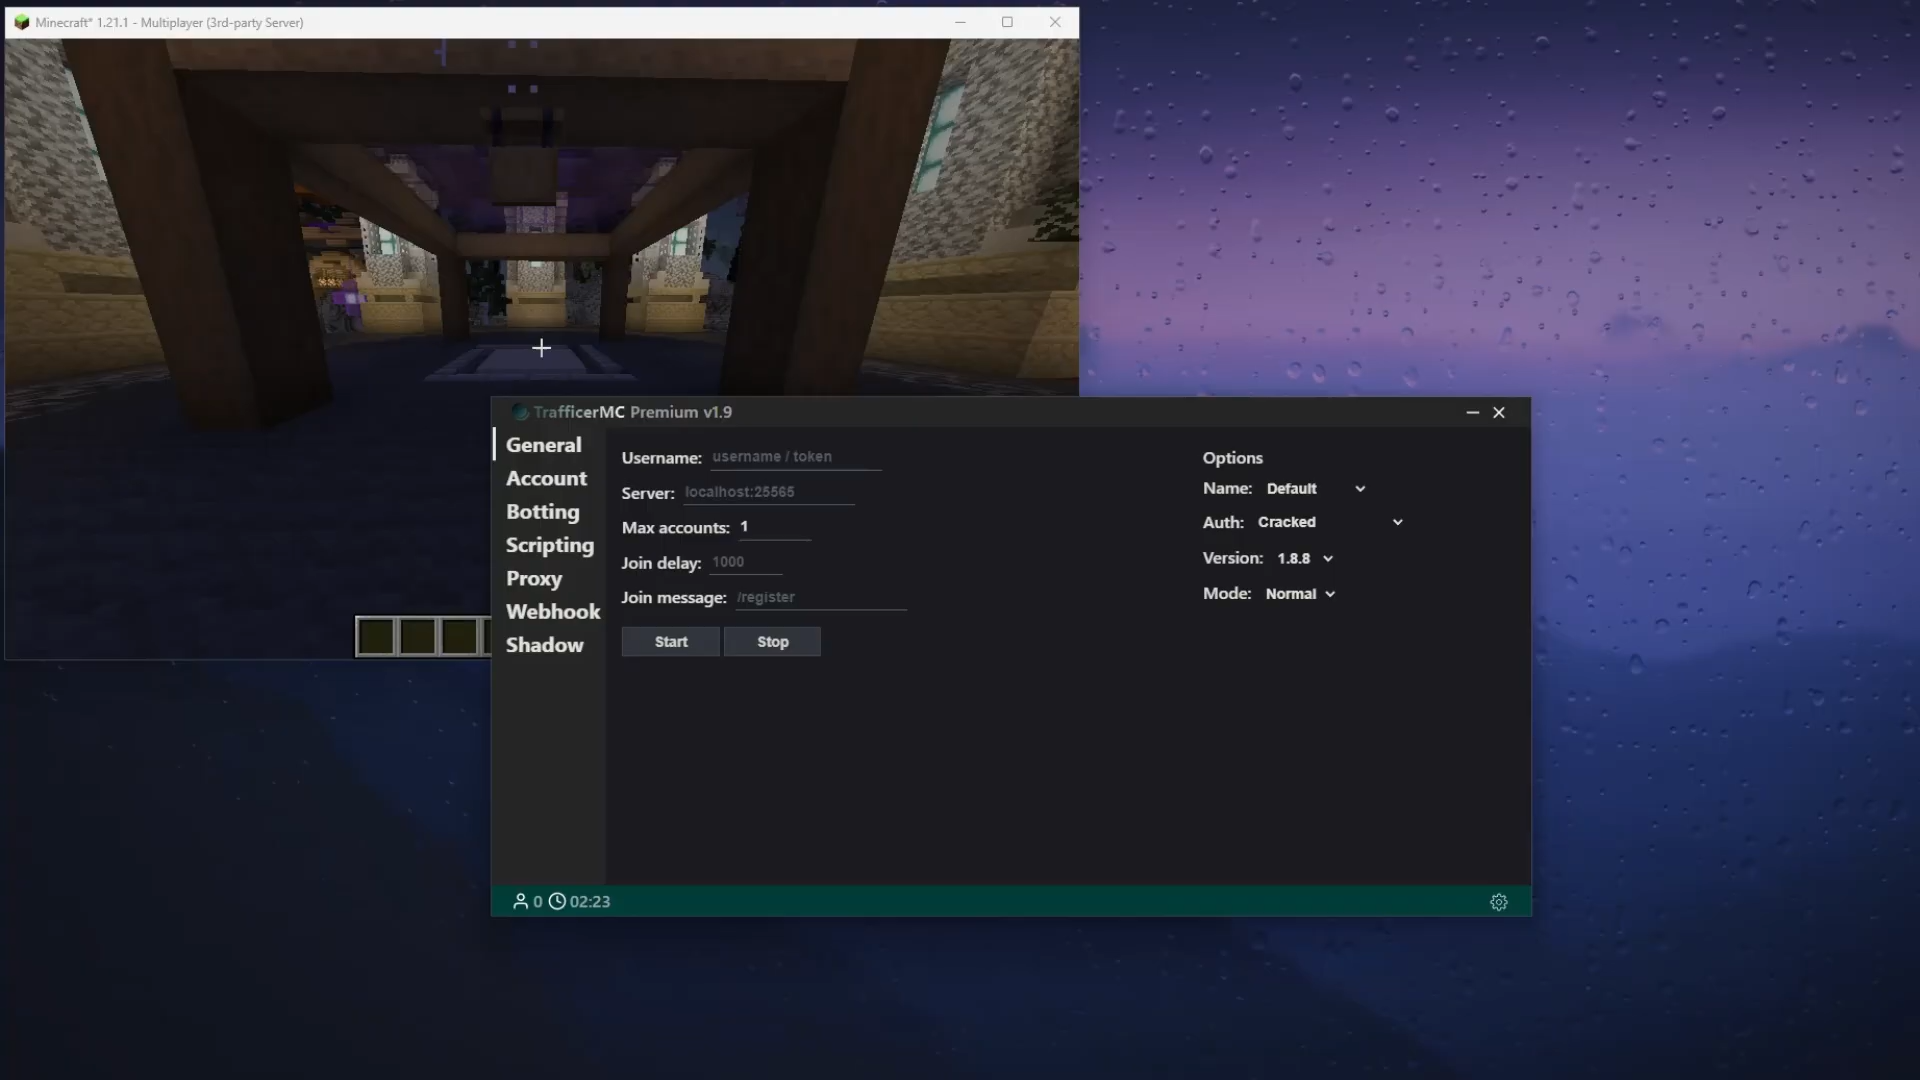 Minecraft* 1.21.1 - Multiplayer (3rd-party Server)
TrafficerMC Premium v1.9
General
Account
Botting
Scripting
Proxy
Webhook
Shadow
Username: username / token
Server: localhost:25565
Max accounts: 1
Join delay: 1000
Join message: /register
Start Stop
Options
Name: Default
Auth: Cracked
Version: 1.8.8
Mode: Normal
0 02:23